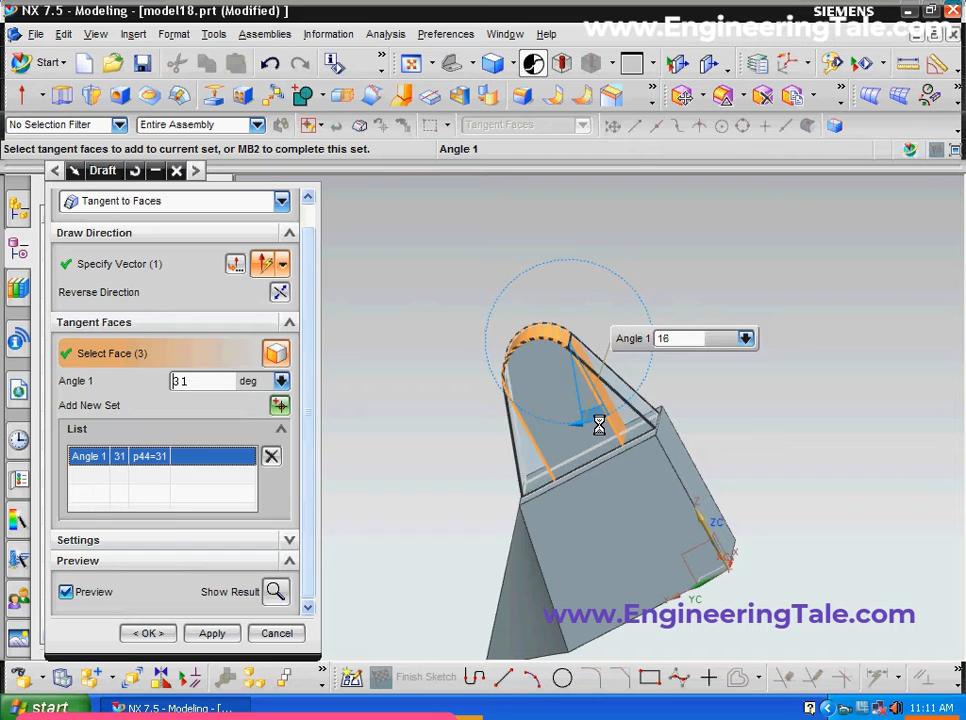 NX 7.5 - Modeling - [model18.prt (Modified) ]
SIEMENS
www.EngineeringTale.com
File Edit View Insert Format Tools Assemblies Information Analysis Preferences Window Help
Start
No Selection Filter
Entire Assembly
Tangent Faces
Select tangent faces to add to current set, or MB2 to complete this set.
Angle 1
Draft
Tangent to Faces
Draw Direction
Specify Vector (1)
Reverse Direction
Tangent Faces
Select Face (3)
Angle 1
31
deg
Add New Set
List
Angle 1 31 p44=31
Settings
Preview
Preview
Show Result
< OK >
Apply
Cancel
Angle 1 16
Z
ZC
X
YC
www.EngineeringTale.com
Finish Sketch
start
NX 7.5 - Modeling - [...
11:11 AM